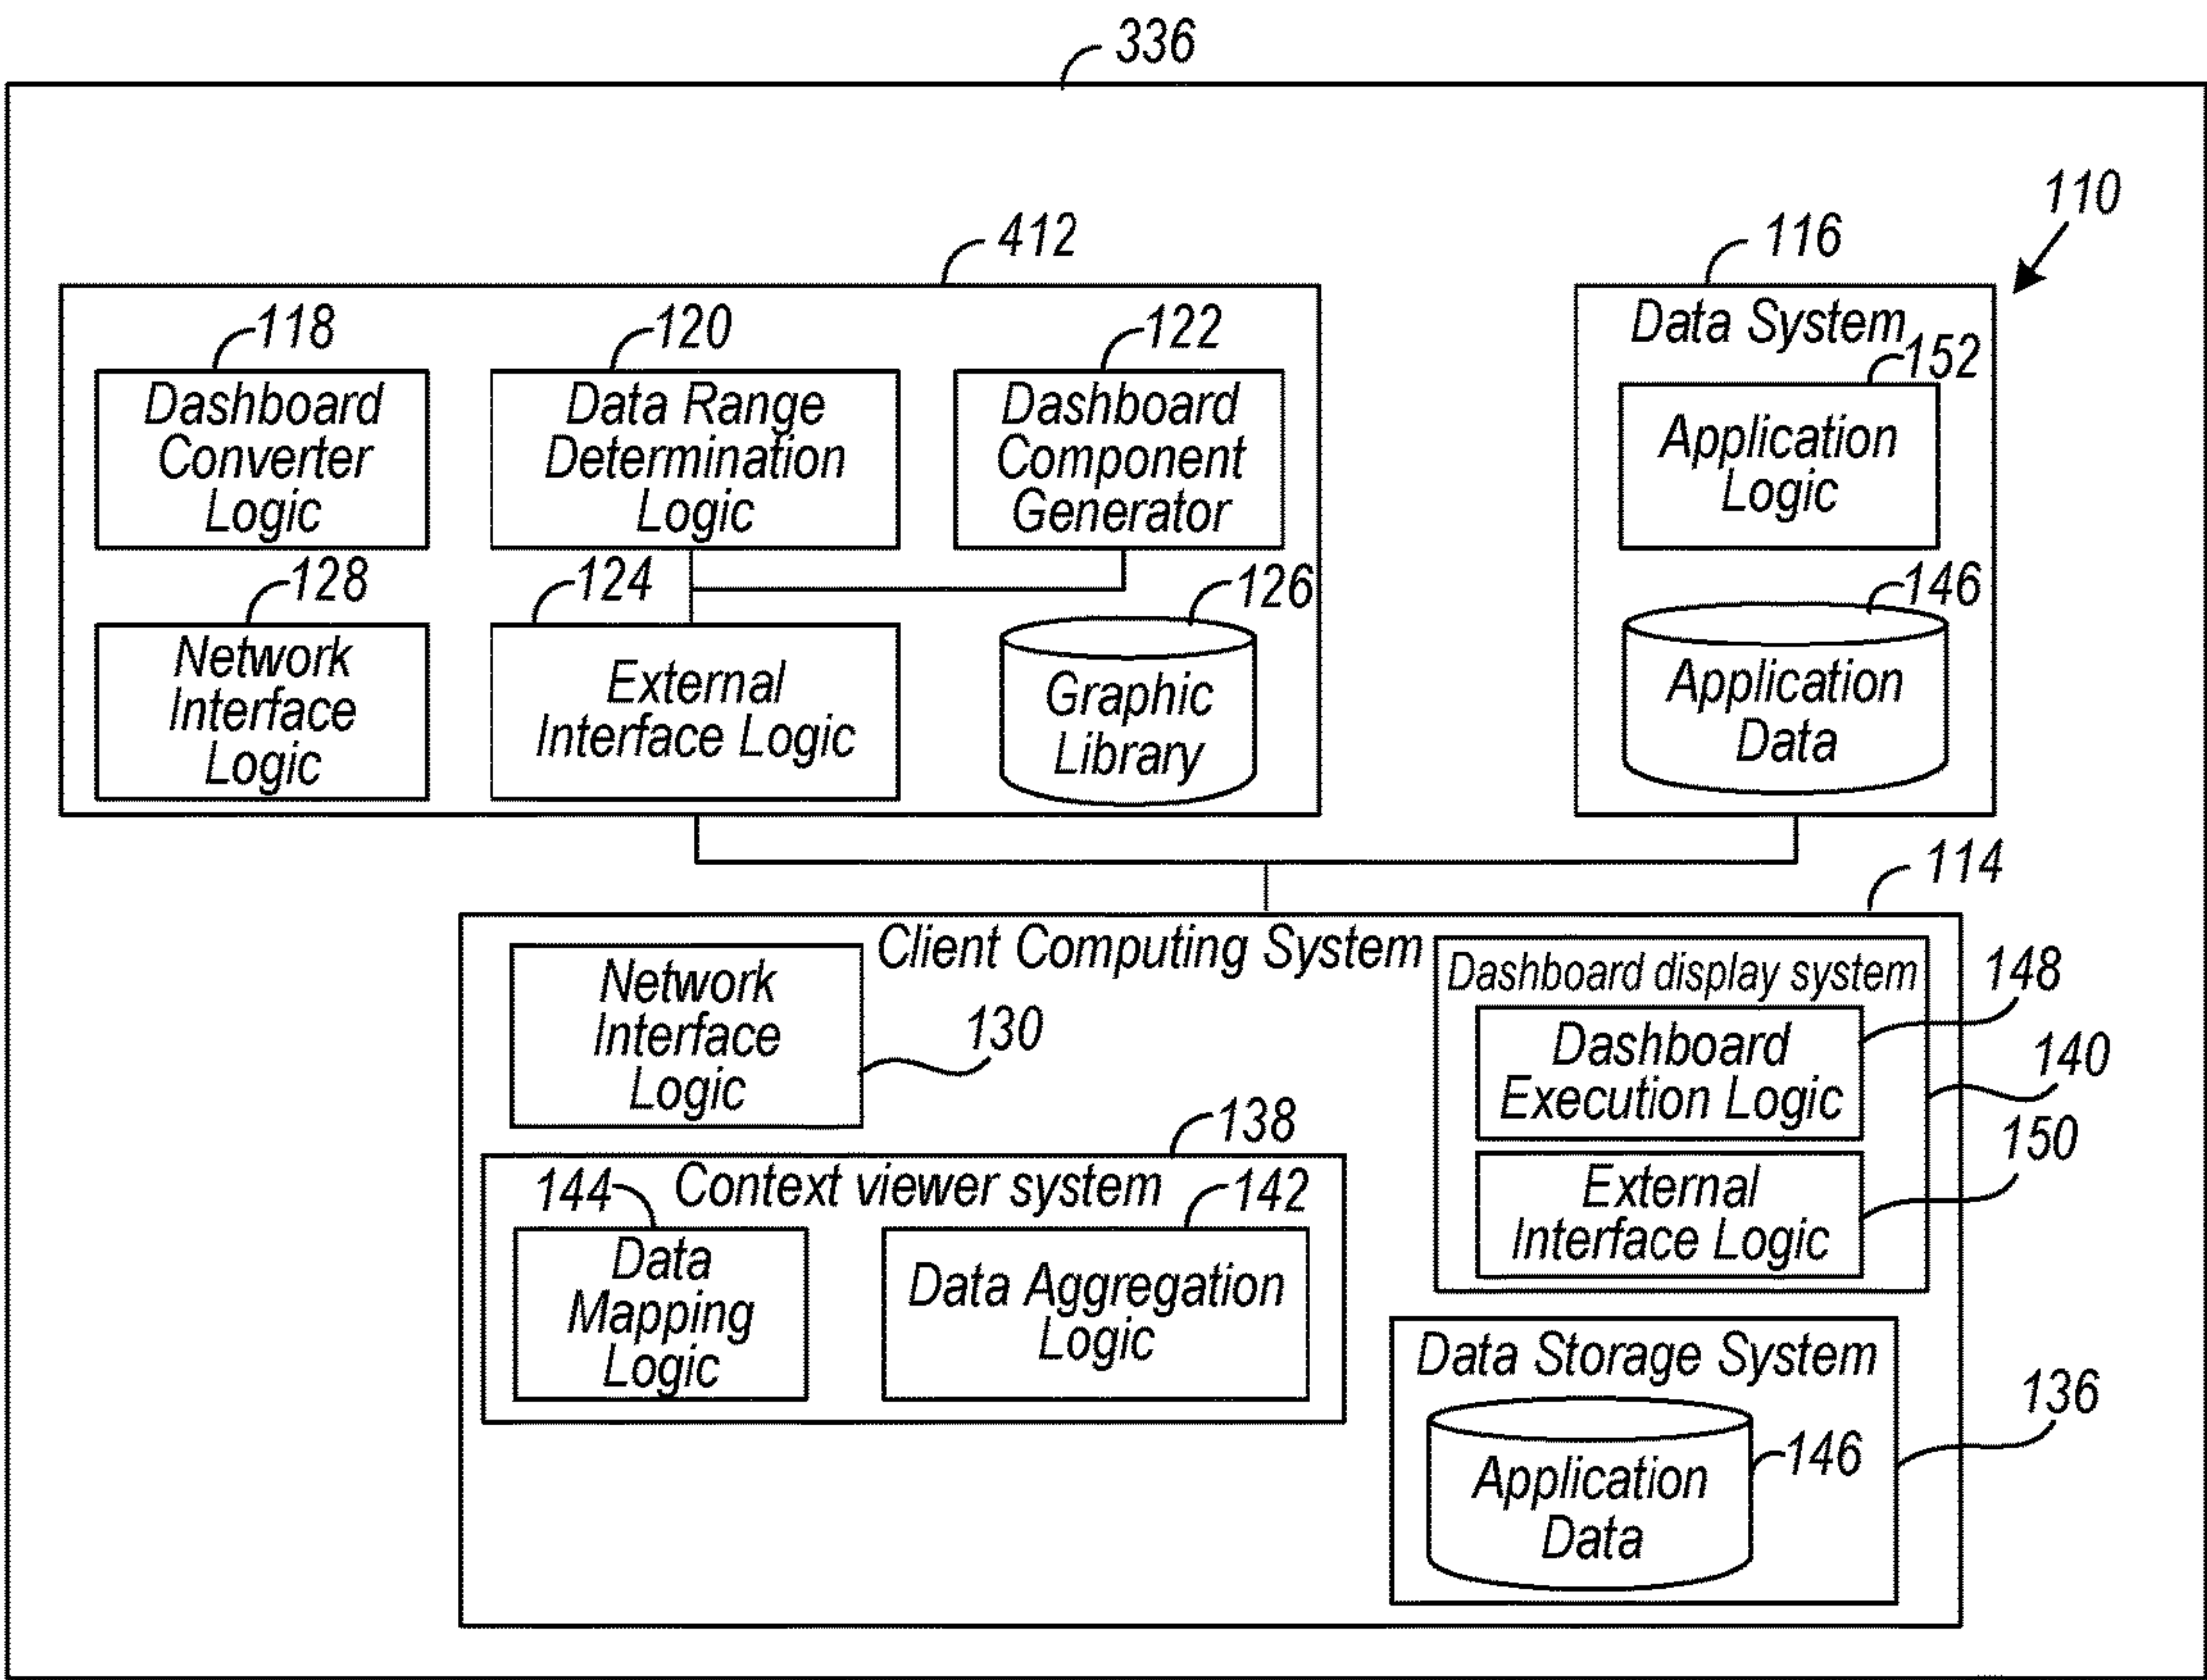 336
110
412
116
118
120
122
Data System
152
Dashboard
Converter
Logic
Data Range
Determination
Logic
Dashboard
Component
Generator
Application
Logic
128
124
126
146
Network
Interface
Logic
External
Interface Logic
Graphic
Library
Application
Data
114
Client Computing System
Network
Interface
Logic
130
Dashboard display system
148
Dashboard
Execution Logic
140
External
Interface Logic
150
138
Context viewer system
144
142
Data
Mapping
Logic
Data Aggregation
Logic
Data Storage System
136
Application
Data
146